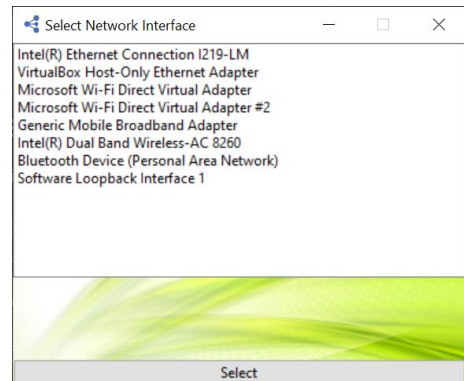 Select Network Interface
Intel(R) Ethernet Connection I219-LM
VirtualBox Host-Only Ethernet Adapter
Microsoft Wi-Fi Direct Virtual Adapter
Microsoft Wi-Fi Direct Virtual Adapter #2
Generic Mobile Broadband Adapter
Intel(R) Dual Band Wireless-AC 8260
Bluetooth Device (Personal Area Network)
Software Loopback Interface 1
Select